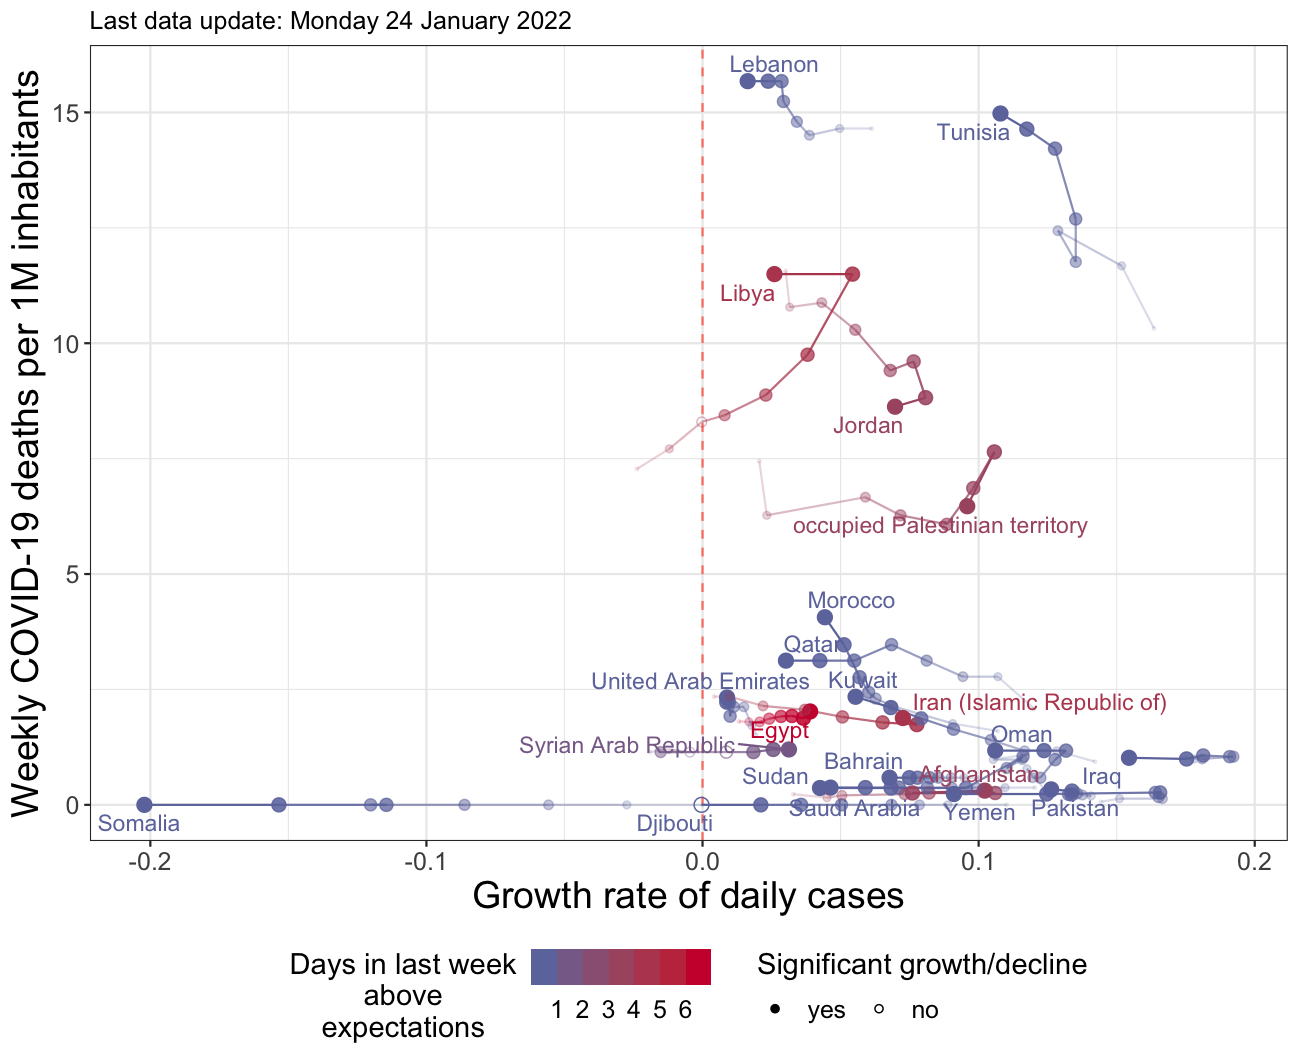 Last data update: Monday 24 January 2022
Weekly COVID-19 deaths per 1M inhabitants
15
10
5
0
Lebanon
Tunisia
Libya
Jordan
occupied Palestinian territory
Morocco
Qatar
United Arab Emirates
Kuwait
Iran (Islamic Republic of)
Egypt
Syrian Arab Republic
Oman
Sudan
Bahrain
Afghanistan
Iraq
Saudi Arabia
Yemen
Pakistan
Somalia
Djibouti
-0.2 -0.1 0.0 0.1 0.2
Growth rate of daily cases
Days in last week
above
expectations
1 2 3 4 5 6
Significant growth/decline
yes no